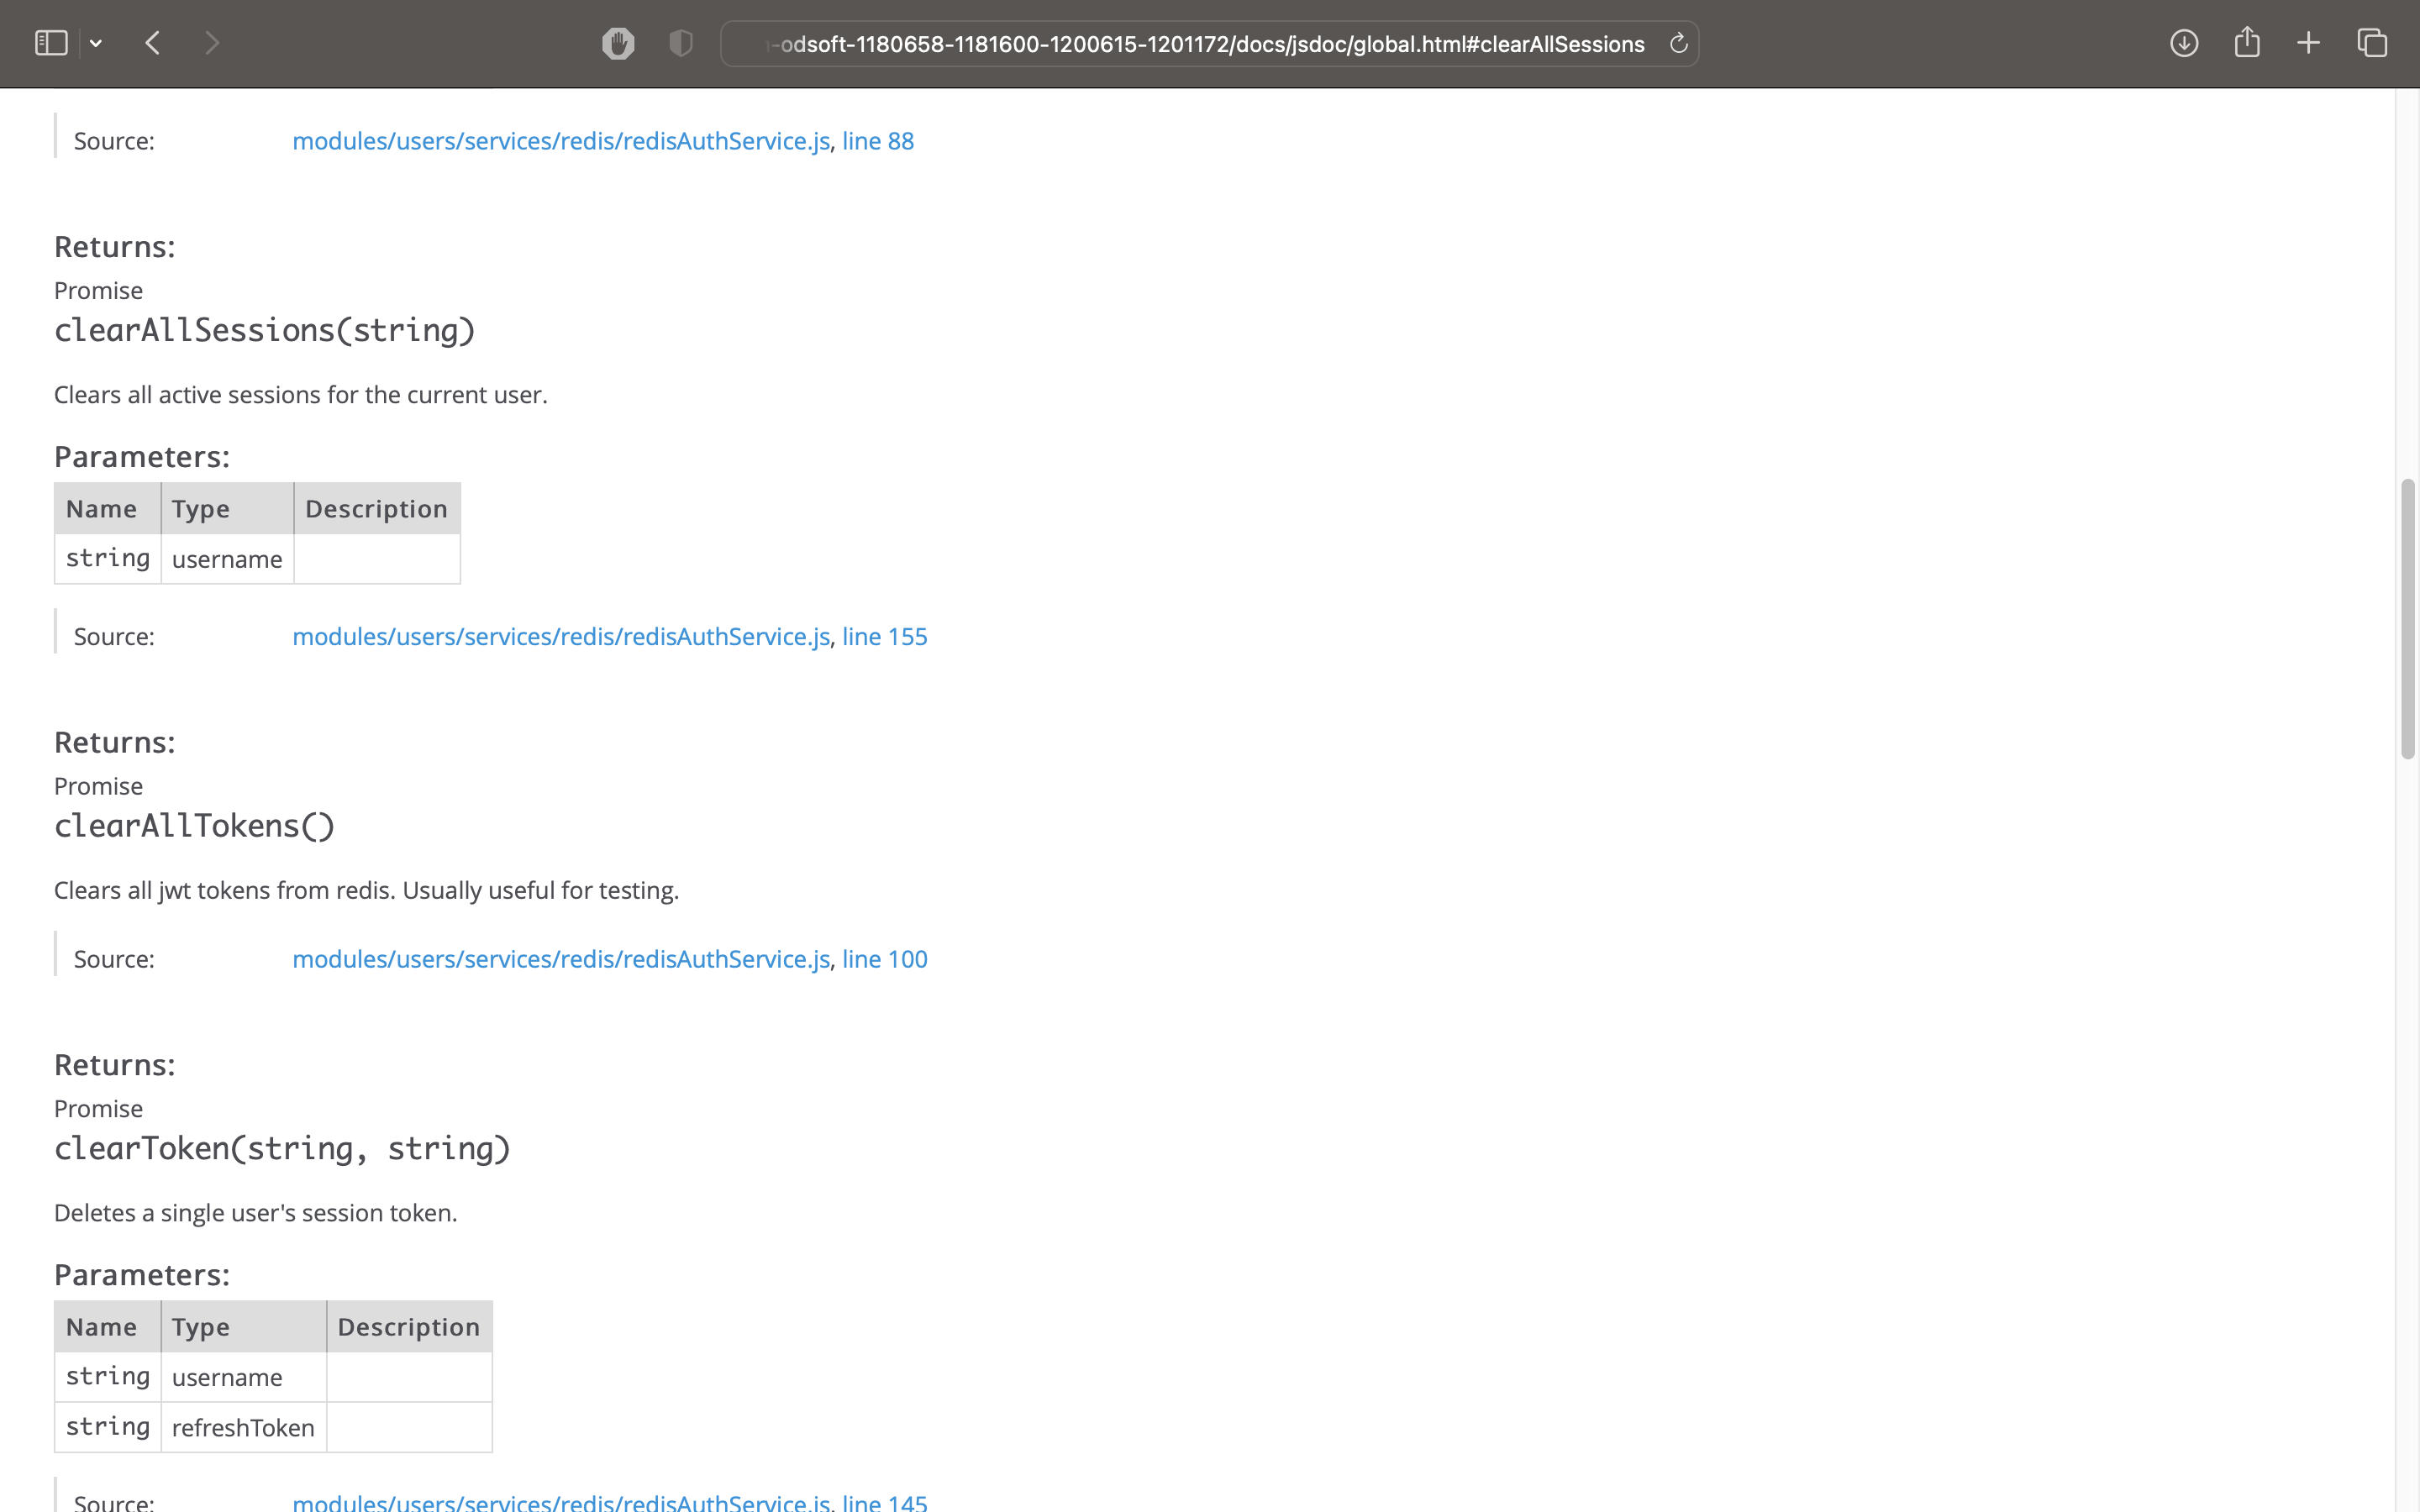 -odsoft-1180658-1181600-1200615-1201172/docs/jsdoc/global.html#clearAllSessions
Source: modules/users/services/redis/redisAuthService.js, line 88
Returns:
Promise
clearAllSessions(string)
Clears all active sessions for the current user.
Parameters:
Name Type Description
string username
Source: modules/users/services/redis/redisAuthService.js, line 155
Returns:
Promise
clearAllTokens()
Clears all jwt tokens from redis. Usually useful for testing.
Source: modules/users/services/redis/redisAuthService.js, line 100
Returns:
Promise
clearToken(string, string)
Deletes a single user's session token.
Parameters:
Name Type Description
string username
string refreshToken
Source: modules/users/services/redis/redisAuthService.js, line 145